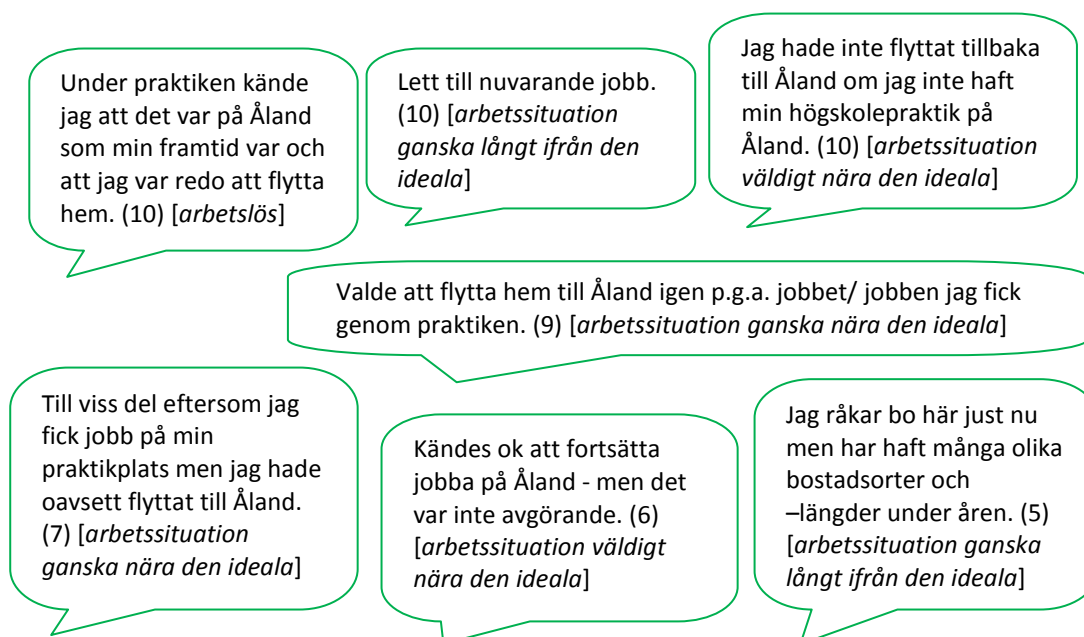 Under praktiken kände
jag att det var på Åland
som min framtid var och
att jag var redo att flytta
hem. (10) [arbetslös]
Lett till nuvarande jobb.
(10) [arbetssituation
ganska långt ifrån den
ideala]
Jag hade inte flyttat tillbaka
till Åland om jag inte haft
min högskolepraktik på
Åland. (10) [arbetssituation
väldigt nära den ideala]
Valde att flytta hem till Åland igen p.g.a. jobbet/ jobben jag fick
genom praktiken. (9) [arbetssituation ganska nära den ideala]
Till viss del eftersom jag
fick jobb på min
praktikplats men jag hade
oavsett flyttat till Åland.
(7) [arbetssituation
ganska nära den ideala]
Kändes ok att fortsätta
jobba på Åland - men det
var inte avgörande. (6)
[arbetssituation väldigt
nära den ideala]
Jag råkar bo här just nu
men har haft många olika
bostadsorter och
–längder under åren. (5)
[arbetssituation ganska
långt ifrån den ideala]